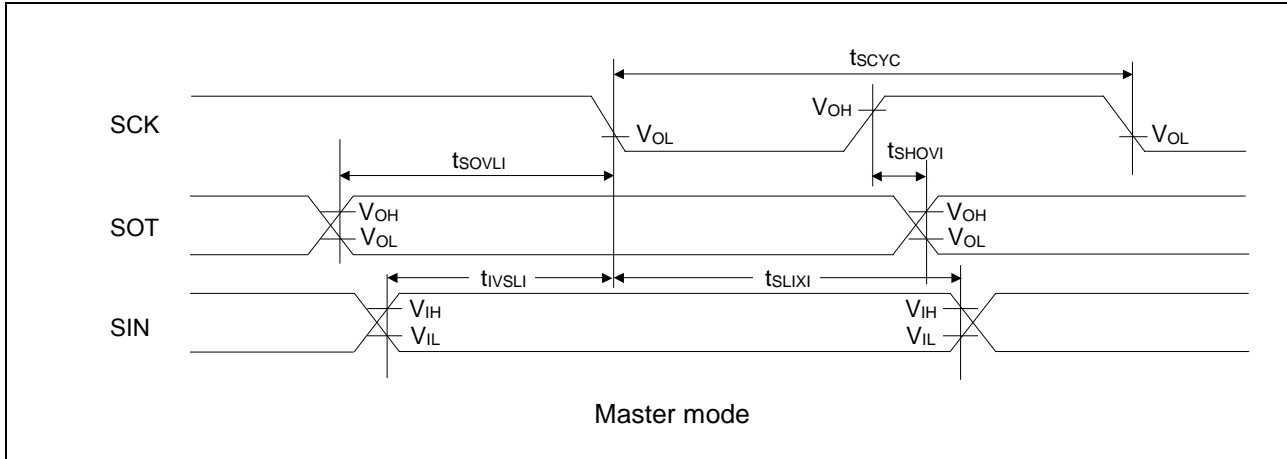 tSCYC
SCK
VOH
VOL
VOL
tSHOVI
tSOVLI
SOT
VOH
VOL
VOH
VOL
tIVSLI
tSLIXI
SIN
VIH
VIL
VIH
VIL
Master mode